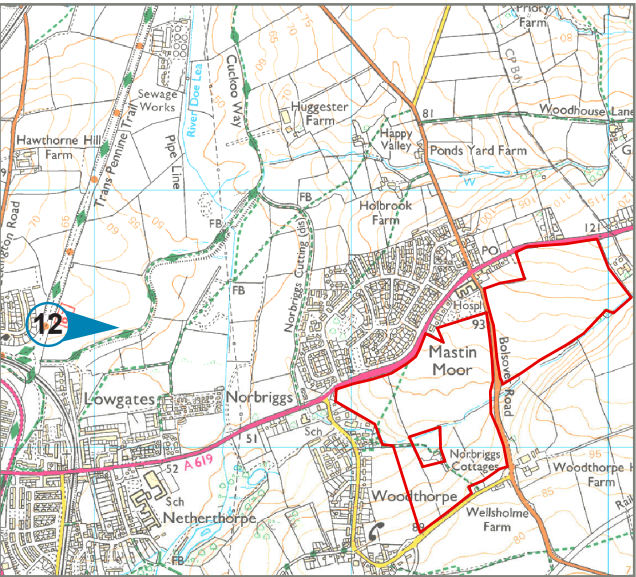 Priory
Farm
CP Bdy
Sewage
Works
River Doe Lea
Cuckoo Way
Trans Pennine Trail
Pipe Line
Huggester
Farm
81
Woodhouse Lane
Hawthorne Hill
Farm
Happy
Valley
Ponds Yard Farm
W
Holbrook
Farm
FB
121
PO
Norbriggs Cutting (dis)
FB
Hospl
93
12
Mastin
Moor
Bolsover Road
Lowgates
Norbriggs
51
Sch
A 619
52
Norbriggs
Cottages
Woodthorpe H
Farm
Sch
Netherthorpe
Woodthorpe
Wellsholme
Farm
FB